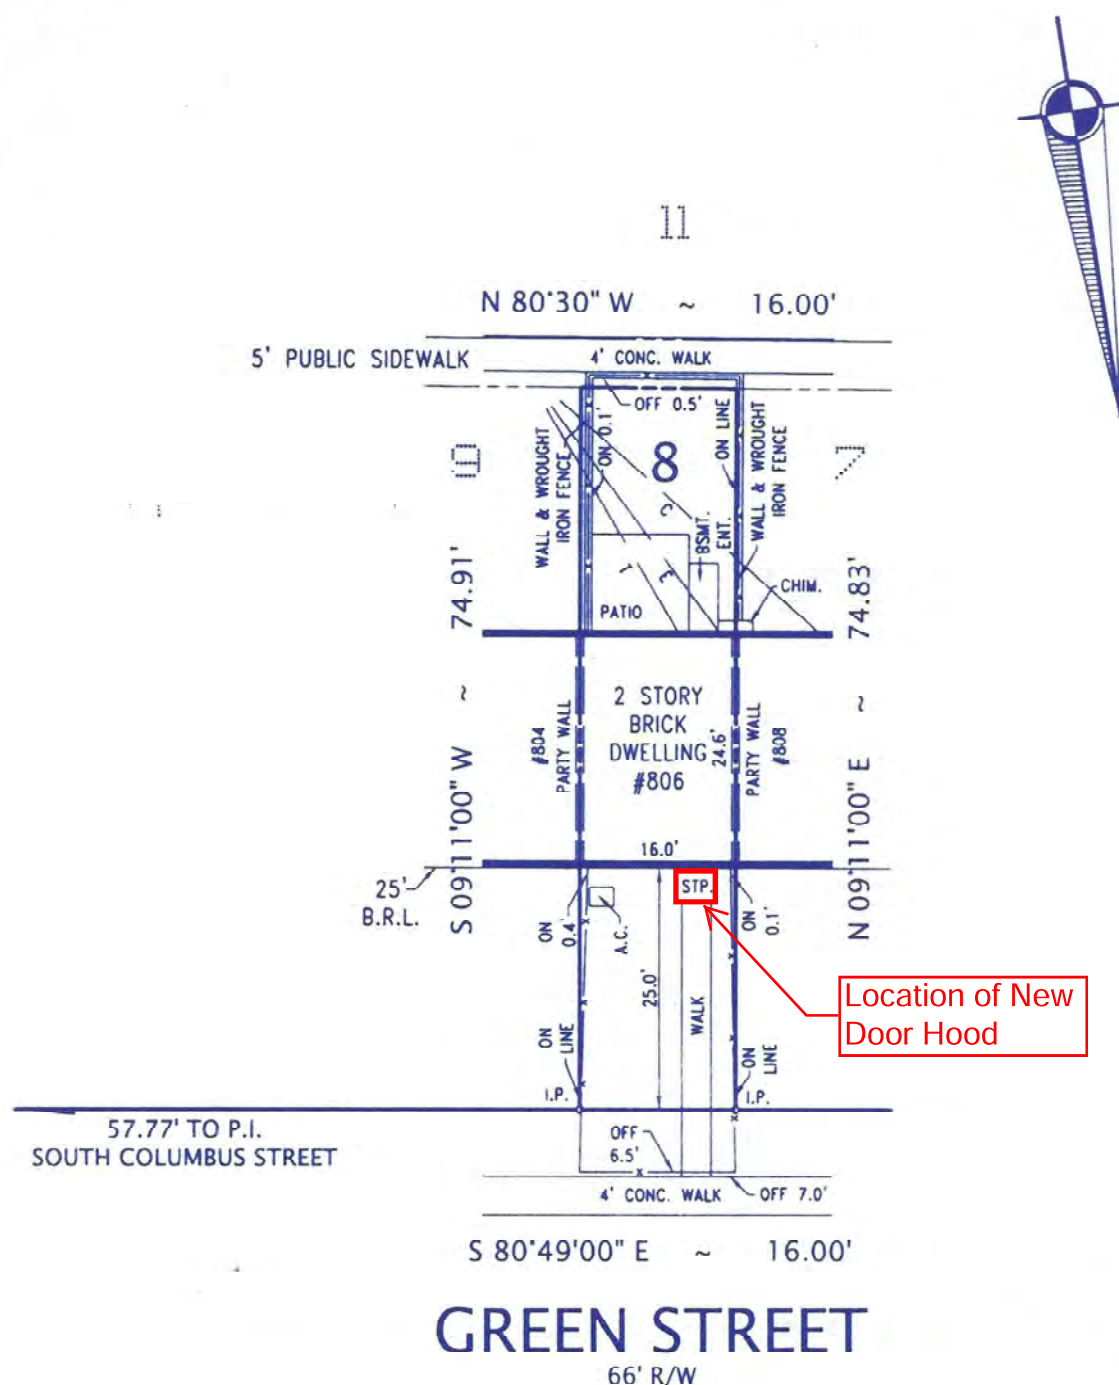 11
N 80°30" W ~ 16.00'
5' PUBLIC SIDEWALK
4' CONC. WALK
OFF 0.5'
WALL & WROUGHT
IRON FENCE
ON 0.1'
8
ON LINE
WALL & WROUGHT
IRON FENCE
7
BSMT.
ENT.
CHIM.
PATIO
74.91'
74.83'
2 STORY
BRICK
DWELLING
#806
24.6'
#804
PARTY WALL
PARTY WALL
#808
16.0'
S 09°11'00" W ~
N 09°11'00" E ~
25'
B.R.L.
STP.
ON
0.4'
A.C.
ON
0.1'
25.0'
WALK
Location of New
Door Hood
ON
LINE
ON
LINE
I.P.
I.P.
57.77' TO P.I.
SOUTH COLUMBUS STREET
OFF
6.5'
4' CONC. WALK
OFF 7.0'
S 80°49'00" E ~ 16.00'
GREEN STREET
66' R/W